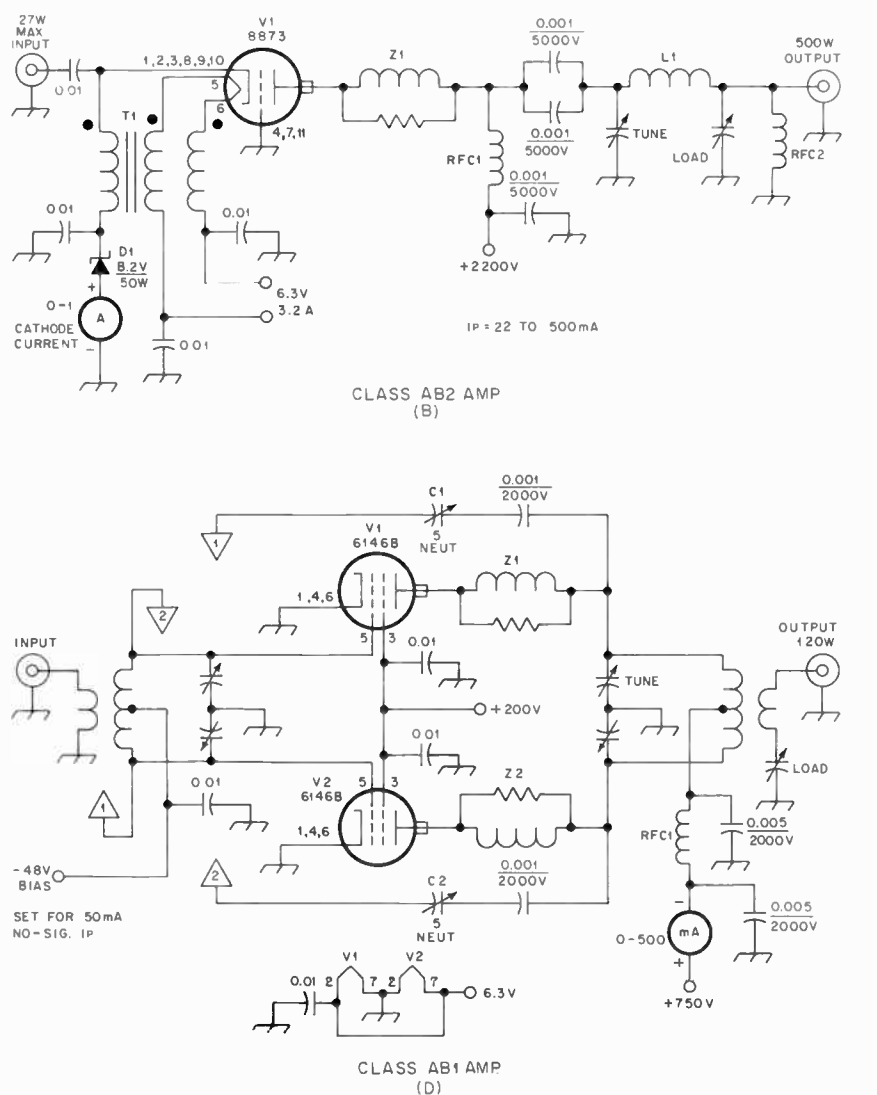 27W
MAX
INPUT
0.01
1,2,3,8,9,10
V1
8873
5
6
4,7,11
Z1
0.001
5000V
0.001
5000V
L1
500W
OUTPUT
TUNE
LOAD
RFC2
T1
RFC1
0.001
5000V
+2200V
0.01
0.01
D1
8.2V
50W
+
0-1
A
CATHODE
CURRENT
-
6.3V
3.2A
0.01
IP = 22 TO 500mA
CLASS AB2 AMP
(B)
C1
5
NEUT
0.001
2000V
1
V1
6146B
1,4,6
5
3
Z1
2
INPUT
0.01
TUNE
OUTPUT
120W
+200V
0.01
LOAD
1
0.01
V2
6146B
1,4,6
5
3
Z2
RFC1
0.005
2000V
-48V
BIAS
2
C2
5
NEUT
0.001
2000V
SET FOR 50mA
NO-SIG. IP
-
0-500
mA
+
0.005
2000V
+750V
0.01
V1
2
7
V2
2
7
6.3V
CLASS AB1 AMP
(D)